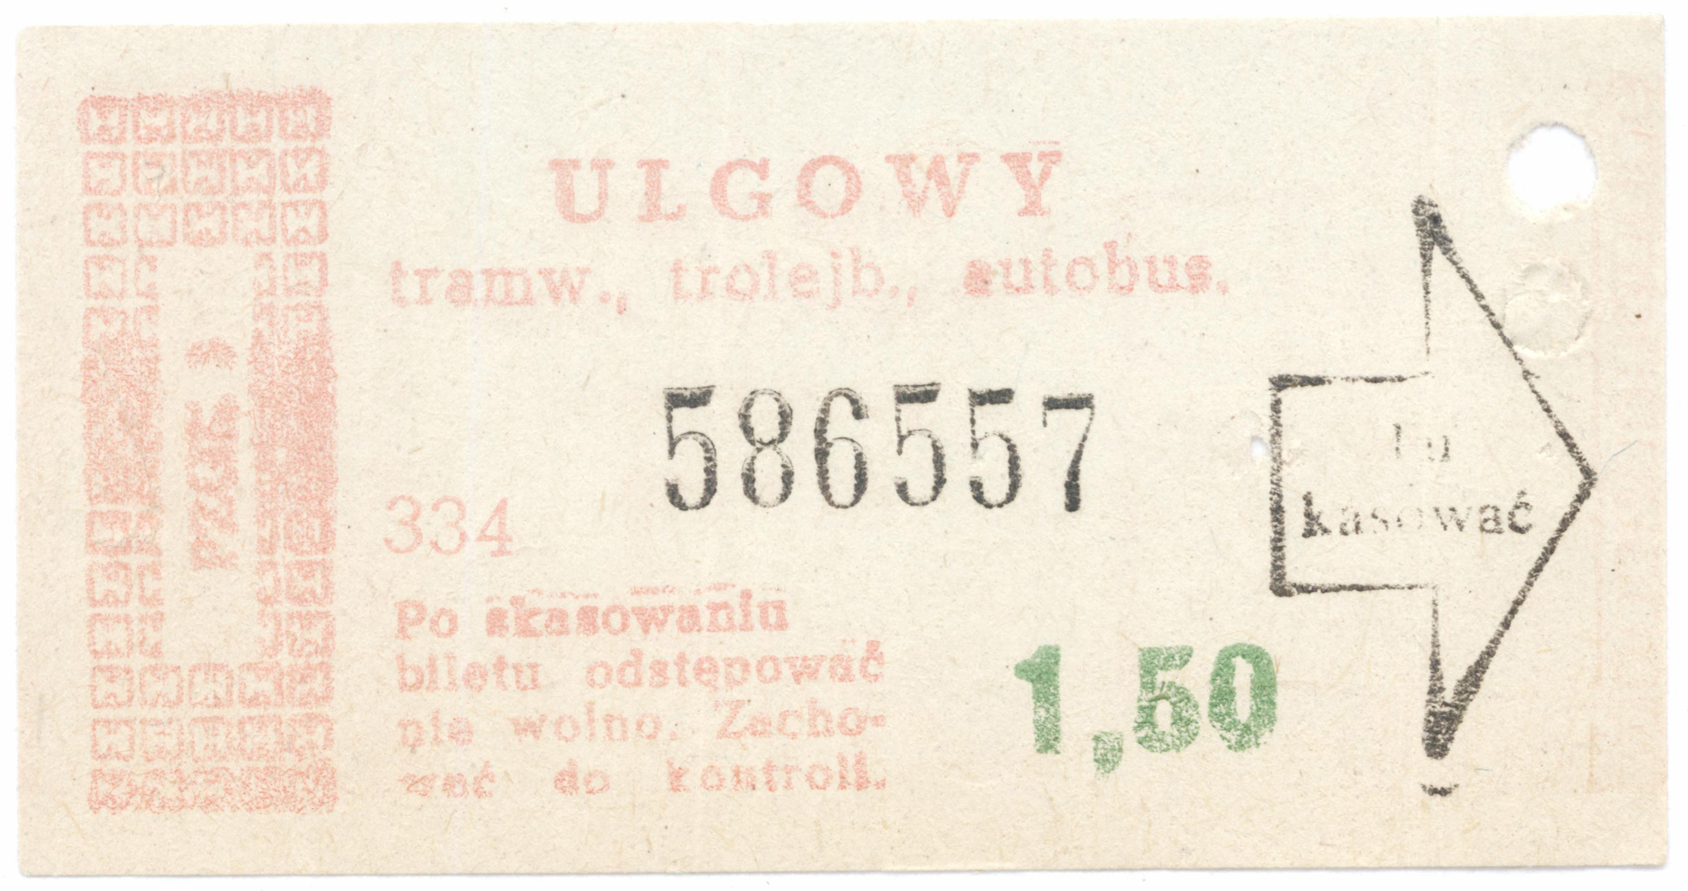 ULGOWY
tramw., trolejb., autobus.
586557
Tu
kasować
334
Po skasowaniu
biletu odstępować
nie wolno. Zacho-
wać do kontroli.
1,50